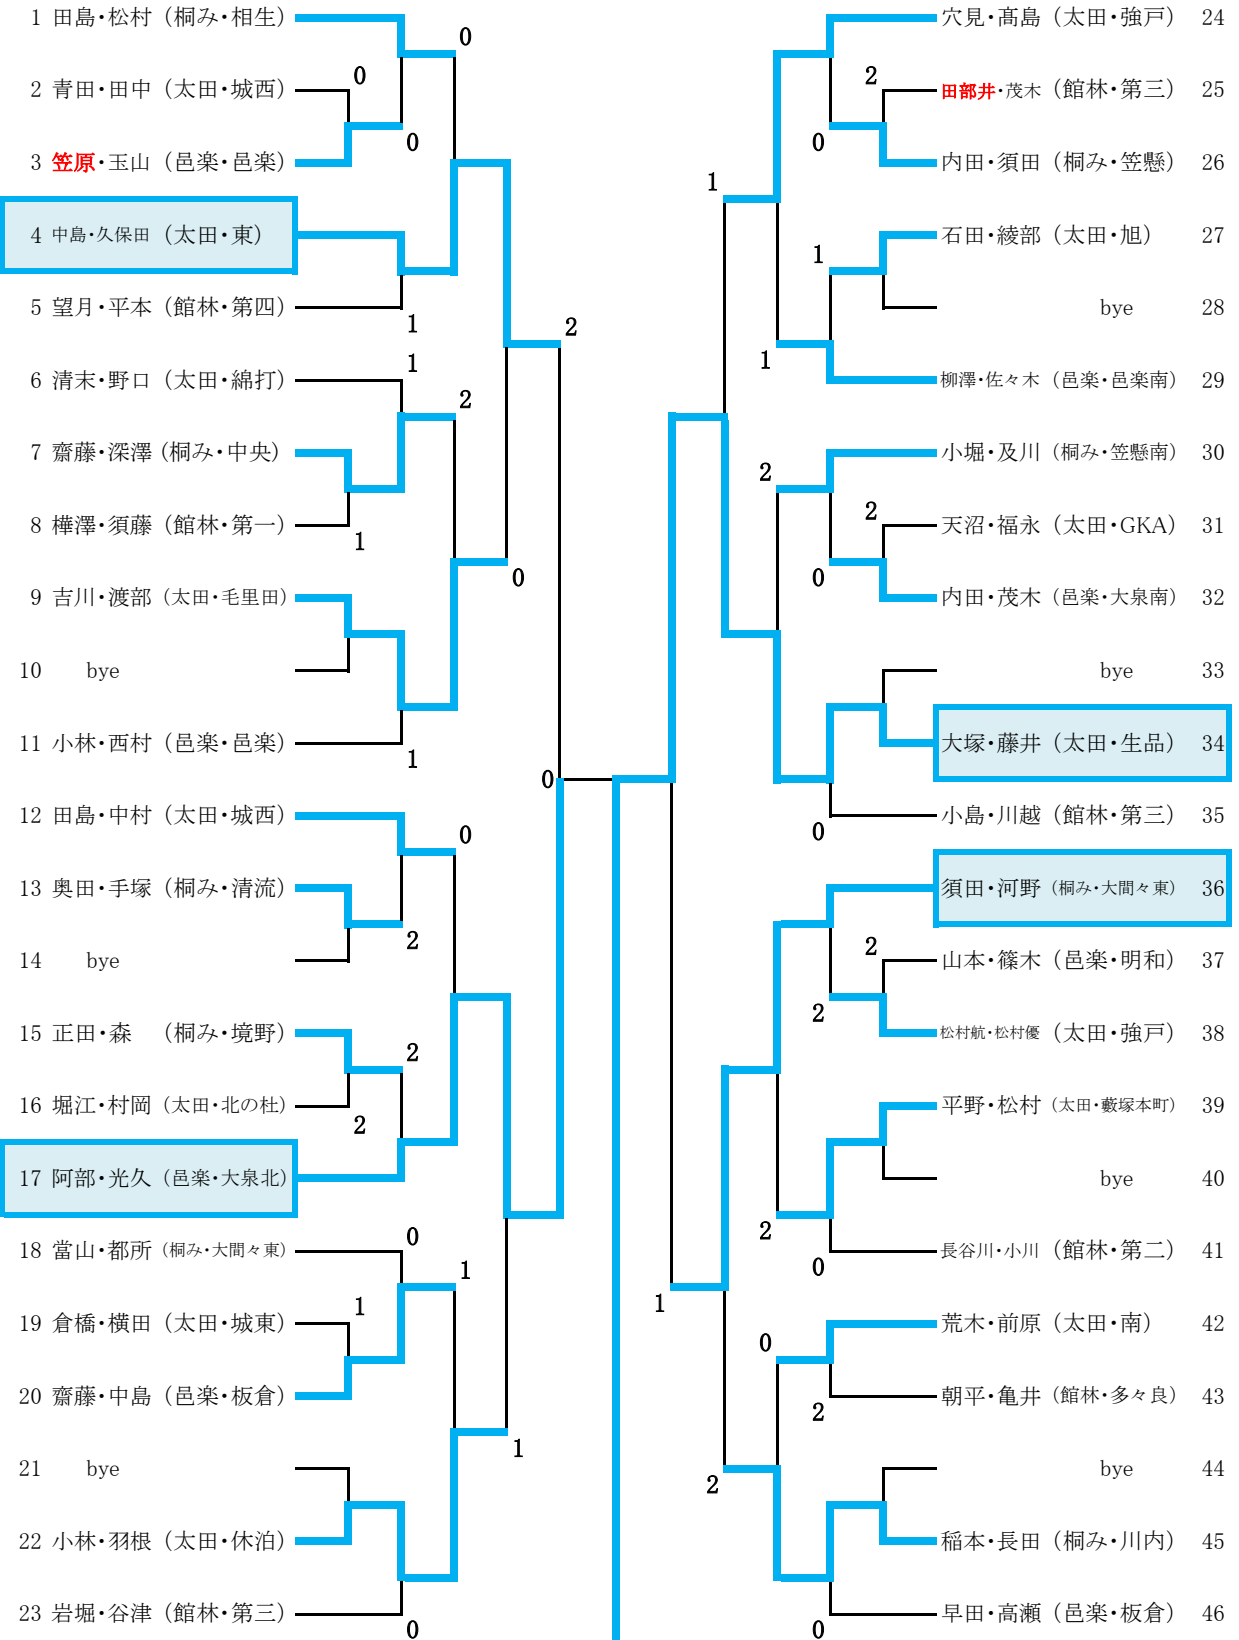 1 田島・松村（桐み・相生）
2 青田・田中（太田・城西）
3 笠原・玉山（邑楽・邑楽）
4 中島・久保田（太田・東）
5 望月・平本（館林・第四）
6 清末・野口（太田・綿打）
7 齋藤・深澤（桐み・中央）
8 樺澤・須藤（館林・第一）
9 吉川・渡部（太田・毛里田）
10 bye
11 小林・西村（邑楽・邑楽）
12 田島・中村（太田・城西）
13 奥田・手塚（桐み・清流）
14 bye
15 正田・森　（桐み・境野）
16 堀江・村岡（太田・北の杜）
17 阿部・光久（邑楽・大泉北）
18 當山・都所（桐み・大間々東）
19 倉橋・横田（太田・城東）
20 齋藤・中島（邑楽・板倉）
21 bye
22 小林・羽根（太田・休泊）
23 岩堀・谷津（館林・第三）
0
0
0
1
1
2
1
0
1
2
0
0
2
2
2
0
1
1
1
0
穴見・髙島（太田・強戸） 24
田部井・茂木（館林・第三） 25
内田・須田（桐み・笠懸） 26
石田・綾部（太田・旭） 27
bye 28
柳澤・佐々木（邑楽・邑楽南） 29
小堀・及川（桐み・笠懸南） 30
天沼・福永（太田・GKA） 31
内田・茂木（邑楽・大泉南） 32
bye 33
大塚・藤井（太田・生品） 34
小島・川越（館林・第三） 35
須田・河野（桐み・大間々東） 36
山本・篠木（邑楽・明和） 37
松村航・松村優（太田・強戸） 38
平野・松村（太田・藪塚本町） 39
bye 40
長谷川・小川（館林・第二） 41
荒木・前原（太田・南） 42
朝平・亀井（館林・多々良） 43
bye 44
稲本・長田（桐み・川内） 45
早田・高瀬（邑楽・板倉） 46
2
0
1
1
1
2
2
0
0
2
2
2
0
1
0
2
2
0